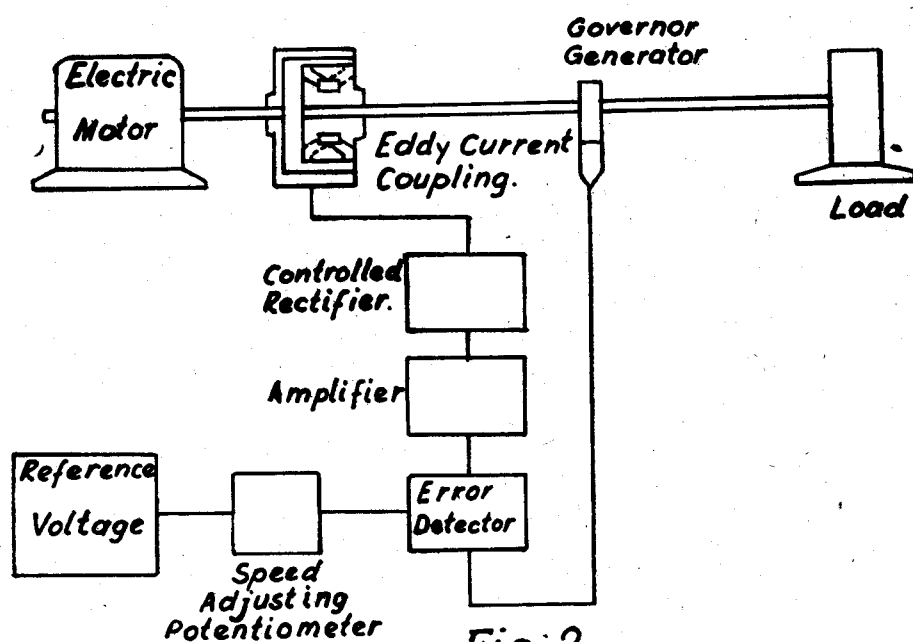 Governor
Generator
Electric
Motor
Eddy Current
Coupling.
Load
Controlled
Rectifier.
Amplifier
Reference
Voltage
Error
Detector
Speed
Adjusting
Potentiometer